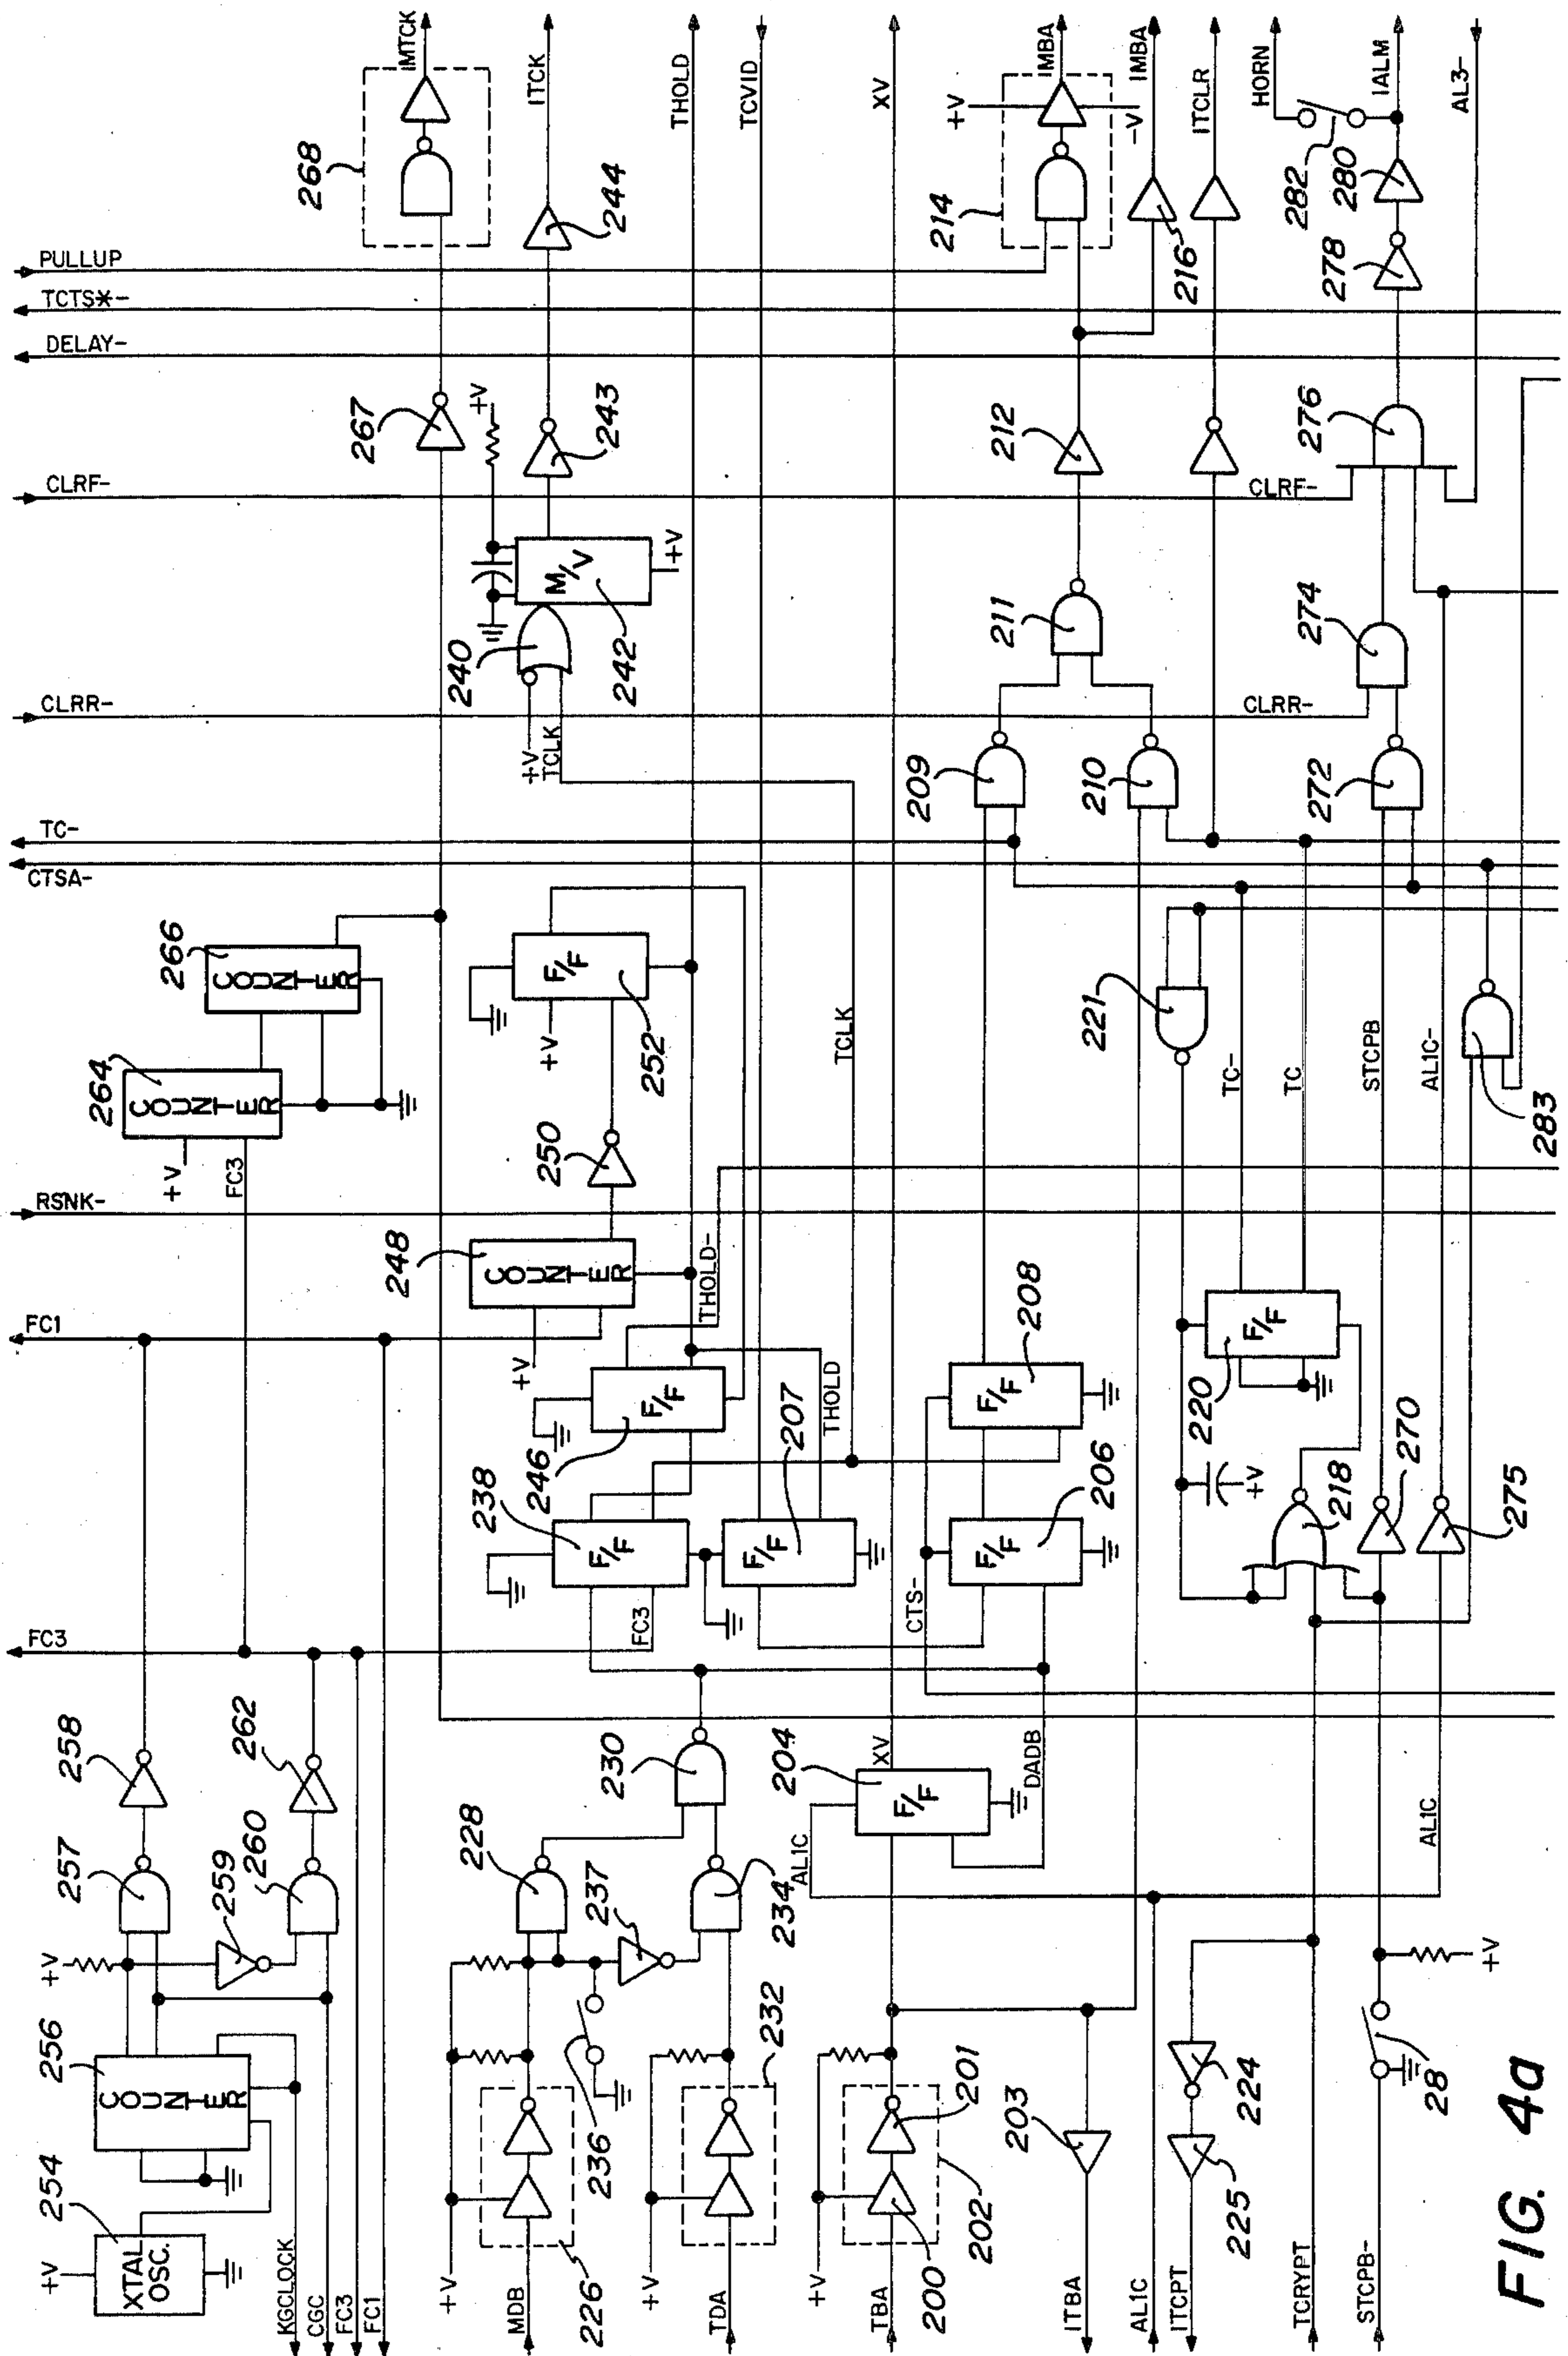 PULLUP
TCTS*-
DELAY-
CLRF-
CLRR-
TC-
CTSA-
RSNK-
FC1
FC3
IMTCK
268
267
ITCK
244
243
+V
M/V
242
240
+V
TCLK
THOLD
TCVID
XV
IMBA
+V
-V
214
IMBA
216
ITCLR
HORN
282
IALM
280
278
AL3-
276
CLRF-
274
CLRR-
272
212
211
209
210
266
COUNTER
264
COUNTER
+V
FC3
F/F
252
+V
250
248
COUNTER
+V
THOLD-
TCLK
221
TC-
TC
STCPB
AL1C-
283
F/F
246
238
F/F
FC3
207
F/F
THOLD
208
F/F
206
F/F
CTS-
220
F/F
+V
218
270
275
258
257
262
260
259
+V
256
COUNTER
254
XTAL
OSC.
+V
KGCLOCK
CGC
FC3
FC1
230
228
237
234
236
232
+V
226
MDB
+V
TDA
204
F/F
XV
AL1C
DADB
+V
200
201
202
TBA
203
ITBA
AL1C
AL1C
224
225
ITCPT
TCRYPT
+V
28
STCPB-
FIG. 4a